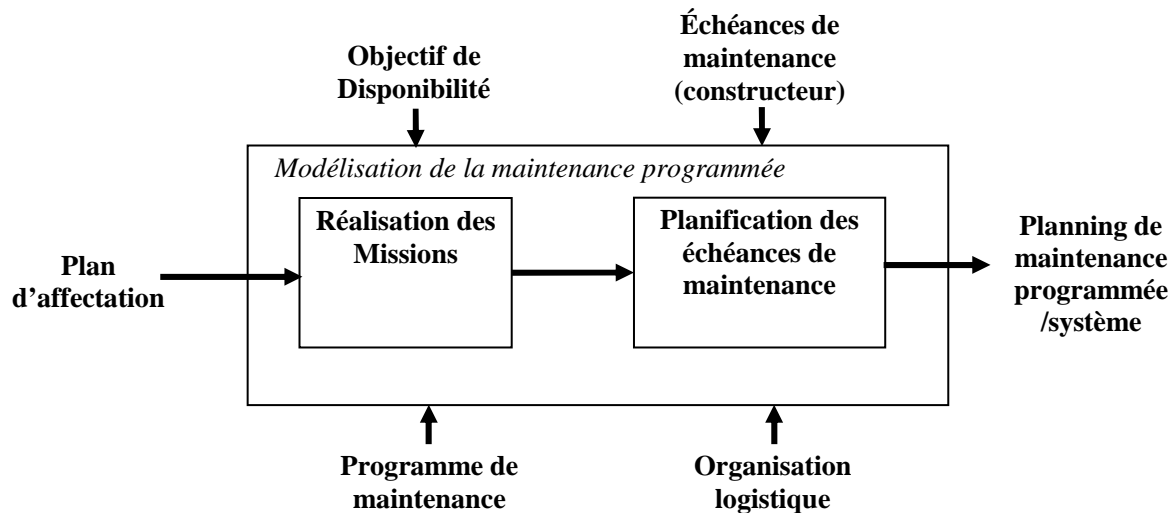 Objectif de
Disponibilité
Échéances de
maintenance
(constructeur)
Modélisation de la maintenance programmée
Réalisation des
Missions
Planification des
échéances de
maintenance
Plan
d’affectation
Planning de
maintenance
programmée
/système
Programme de
maintenance
Organisation
logistique